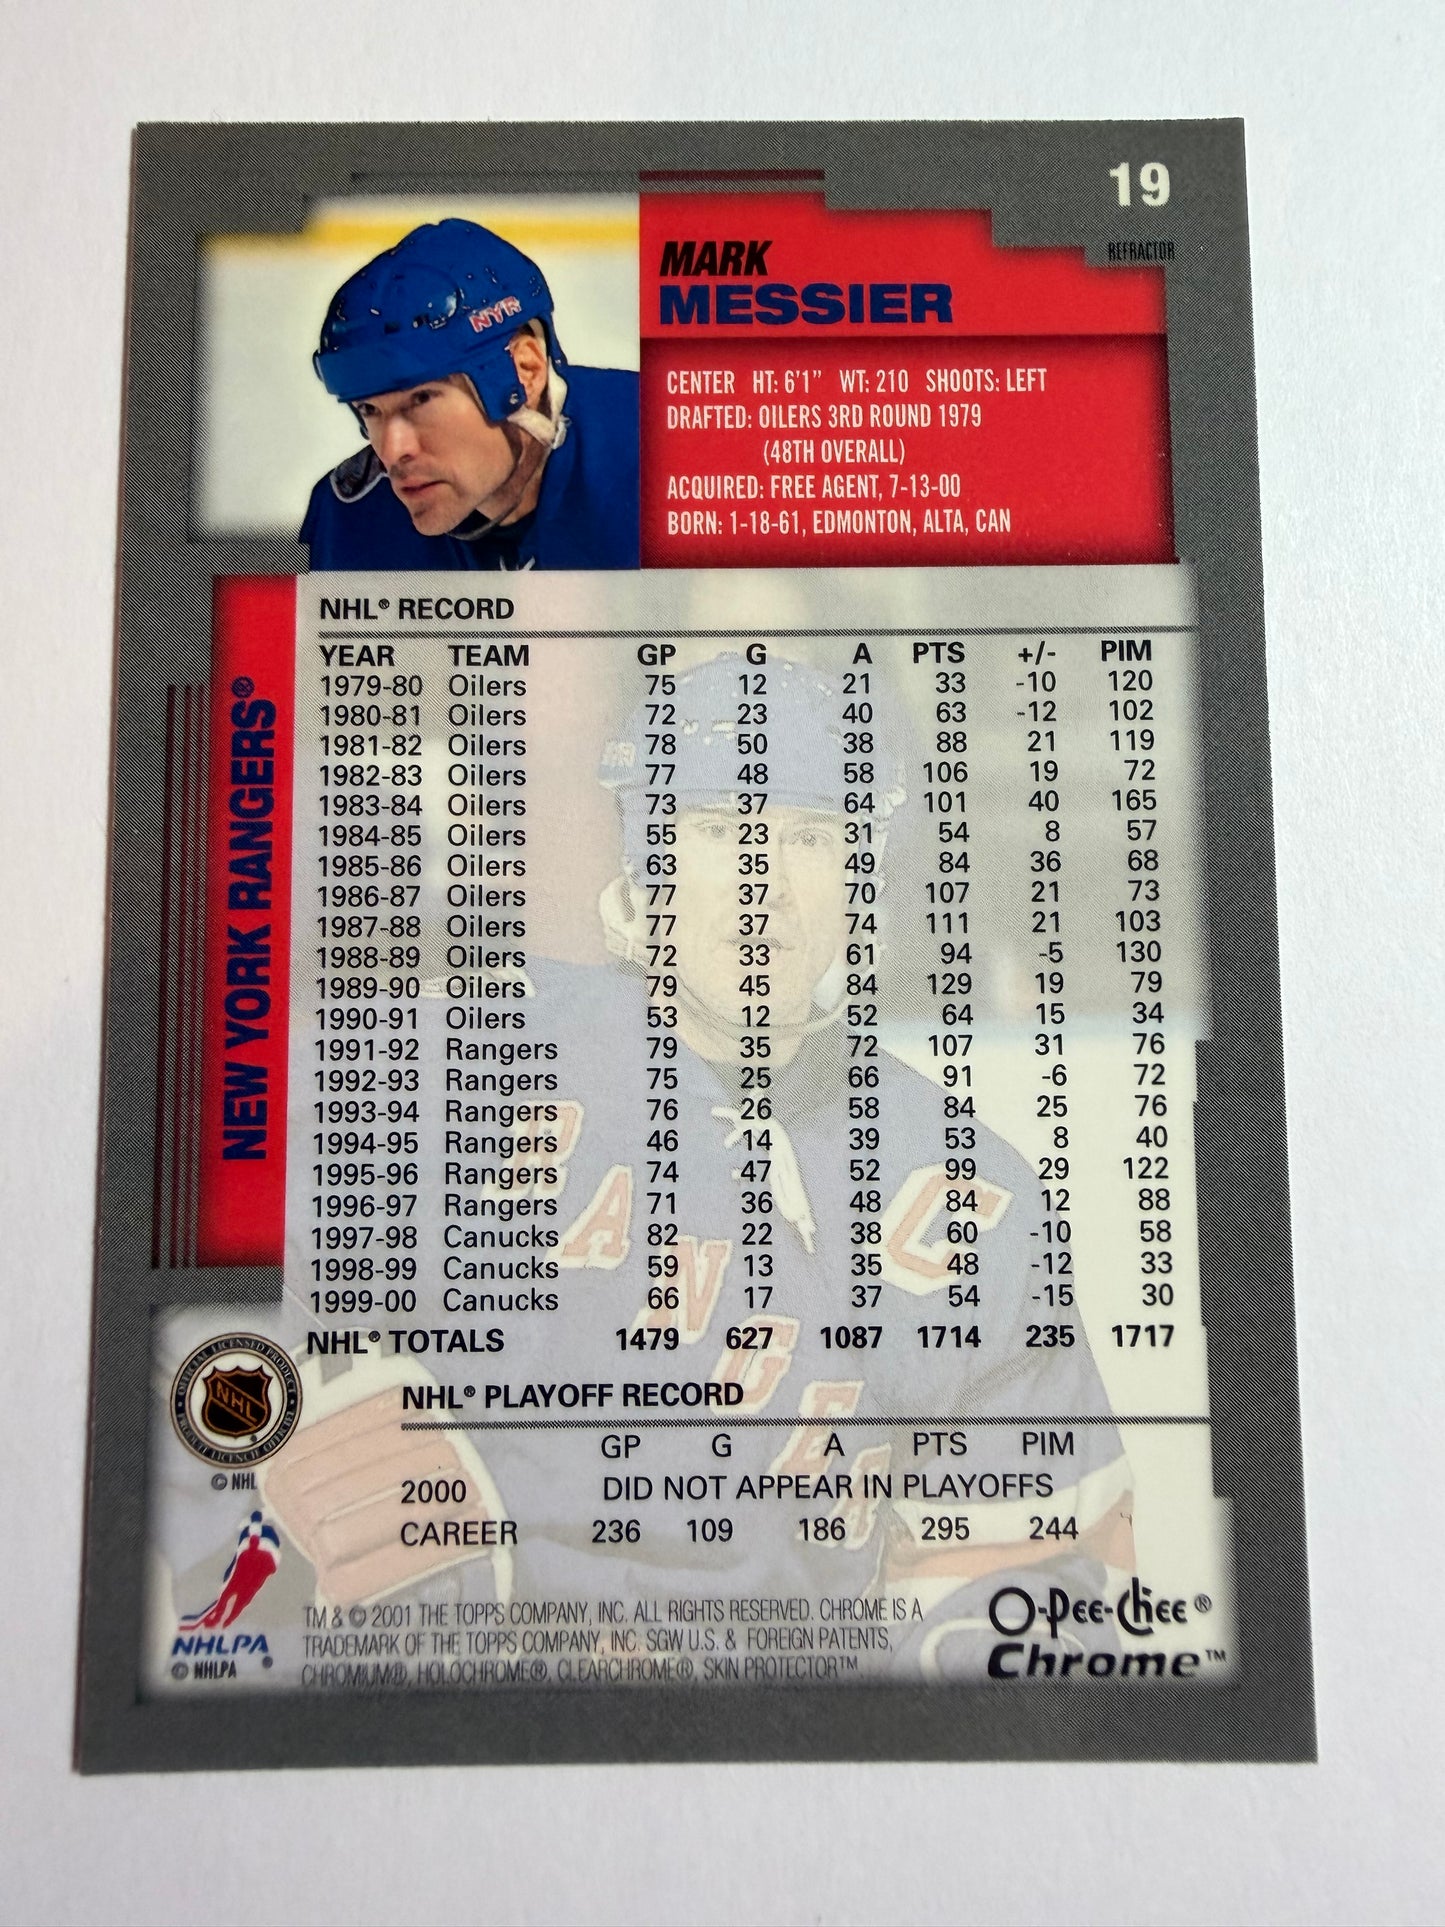 19
REFRACTOR
NYR
MARK
MESSIER
CENTER HT: 6'1" WT: 210 SHOOTS: LEFT
DRAFTED: OILERS 3RD ROUND 1979
(48TH OVERALL)
ACQUIRED: FREE AGENT, 7-13-00
BORN: 1-18-61, EDMONTON, ALTA, CAN
NEW YORK RANGERS®
NHL® RECORD
YEAR TEAM GP G A PTS +/- PIM
1979-80 Oilers 75 12 21 33 -10 120
1980-81 Oilers 72 23 40 63 -12 102
1981-82 Oilers 78 50 38 88 21 119
1982-83 Oilers 77 48 58 106 19 72
1983-84 Oilers 73 37 64 101 40 165
1984-85 Oilers 55 23 31 54 8 57
1985-86 Oilers 63 35 49 84 36 68
1986-87 Oilers 77 37 70 107 21 73
1987-88 Oilers 77 37 74 111 21 103
1988-89 Oilers 72 33 61 94 -5 130
1989-90 Oilers 79 45 84 129 19 79
1990-91 Oilers 53 12 52 64 15 34
1991-92 Rangers 79 35 72 107 31 76
1992-93 Rangers 75 25 66 91 -6 72
1993-94 Rangers 76 26 58 84 25 76
1994-95 Rangers 46 14 39 53 8 40
1995-96 Rangers 74 47 52 99 29 122
1996-97 Rangers 71 36 48 84 12 88
1997-98 Canucks 82 22 38 60 -10 58
1998-99 Canucks 59 13 35 48 -12 33
1999-00 Canucks 66 17 37 54 -15 30
NHL® TOTALS 1479 627 1087 1714 235 1717
RANGERS
C
NHL® PLAYOFF RECORD
GP G A PTS PIM
2000 DID NOT APPEAR IN PLAYOFFS
CAREER 236 109 186 295 244
OFFICIAL LICENSED PRODUCT
NHL
PRODUIT LICENCIÉ OFFICIEL
© NHL
NHLPA
© NHLPA ®
TM & © 2001 THE TOPPS COMPANY, INC. ALL RIGHTS RESERVED. CHROME IS A
TRADEMARK OF THE TOPPS COMPANY, INC. SGW U.S. & FOREIGN PATENTS,
CHROMIUM®, HOLOCHROME®, CLEARCHROME®, SKIN PROTECTOR™.
O-Pee-Chee®
Chrome™